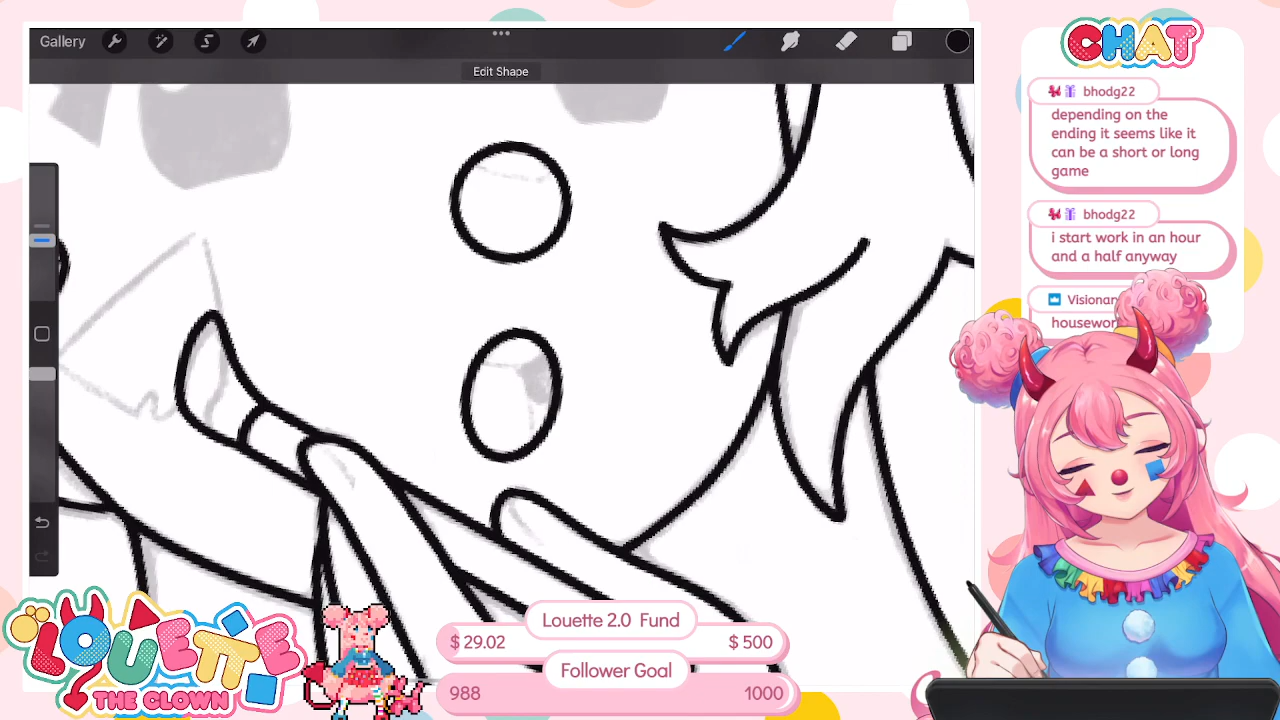 Gallery
Edit Shape
CHAT
bhodg22
depending on the
ending it seems like it
can be a short or long
game
bhodg22
i start work in an hour
and a half anyway
LOUETTE
THE CLOWN
Louette 2.0 Fund
$ 29.02
$ 500
Follower Goal
988
1000